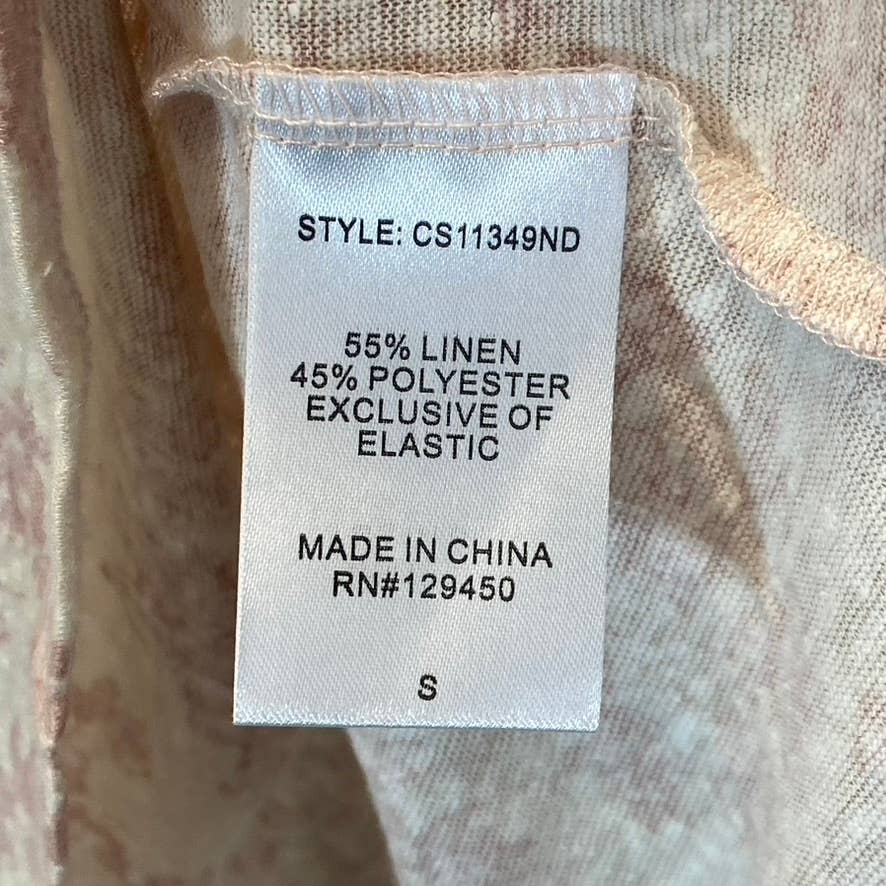 STYLE: CS11349ND
55% LINEN
45% POLYESTER
EXCLUSIVE OF
ELASTIC
MADE IN CHINA
RN#129450
S